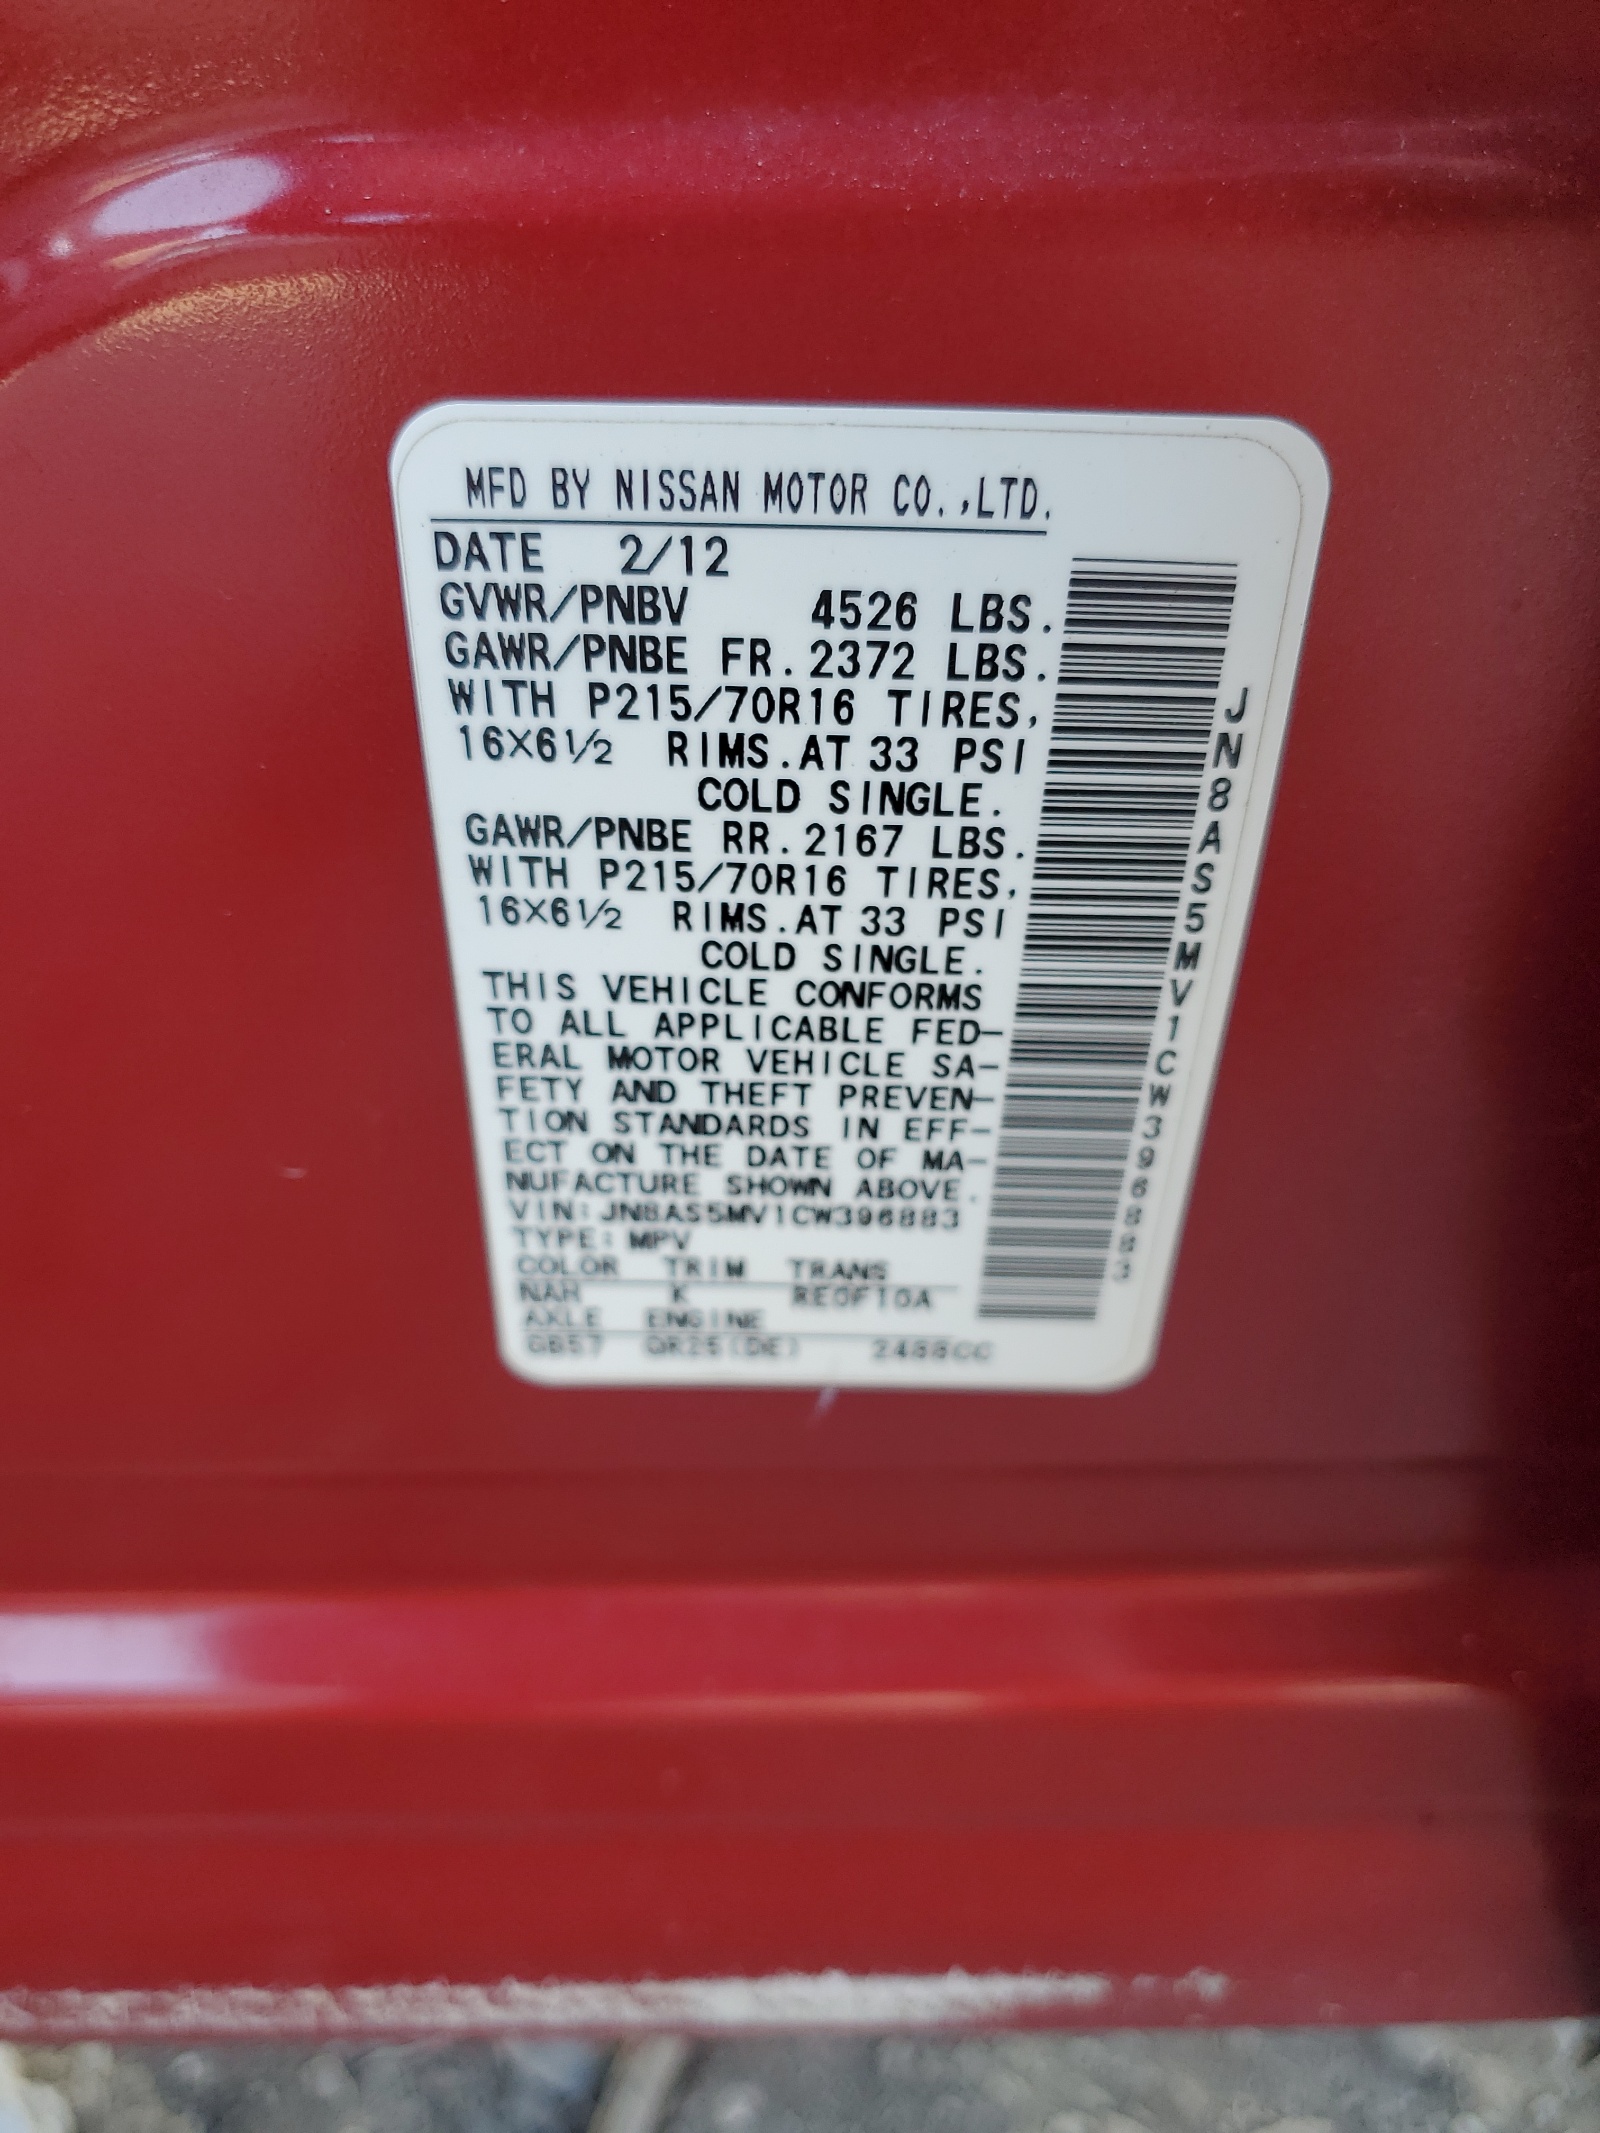 MFD BY NISSAN MOTOR CO.,LTD.
DATE 2/12
GVWR/PNBV 4526 LBS.
GAWR/PNBE FR.2372 LBS.
WITH P215/70R16 TIRES,
16X6½ RIMS.AT 33 PSI
COLD SINGLE.
GAWR/PNBE RR.2167 LBS.
WITH P215/70R16 TIRES,
16X6½ RIMS.AT 33 PSI
COLD SINGLE.
THIS VEHICLE CONFORMS
TO ALL APPLICABLE FED-
ERAL MOTOR VEHICLE SA-
FETY AND THEFT PREVEN-
TION STANDARDS IN EFF-
ECT ON THE DATE OF MA-
NUFACTURE SHOWN ABOVE.
VIN:JN8AS5MV1CW396883
TYPE:MPV
COLOR TRIM TRANS
NAH K RE0F10A
AXLE ENGINE
GB57 QR25(DE) 2488CC
JN8AS5MV1CW396883